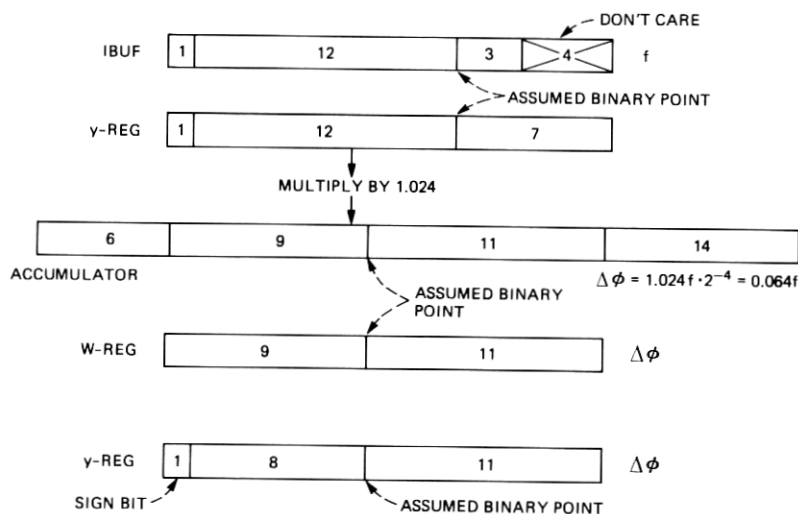 DON'T CARE
IBUF 1 12 3 4 f
ASSUMED BINARY POINT
y-REG 1 12 7
MULTIPLY BY 1.024
6 9 11 14
ACCUMULATOR Δϕ = 1.024f·2⁻⁴ = 0.064f
ASSUMED BINARY
POINT
W-REG 9 11 Δϕ
y-REG 1 8 11 Δϕ
SIGN BIT ASSUMED BINARY POINT